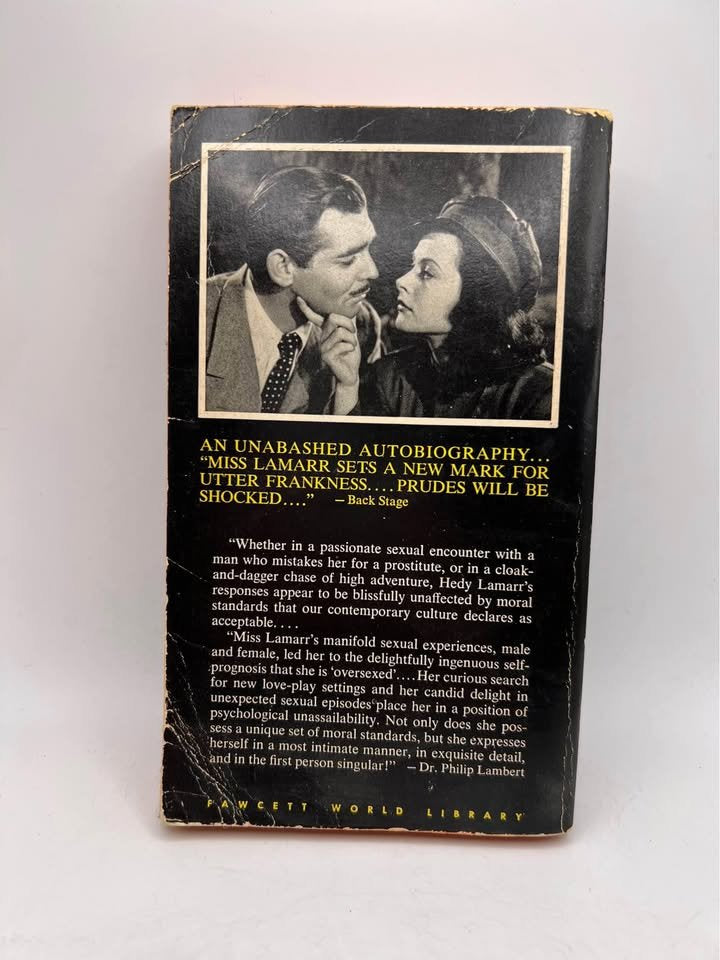 AN UNABASHED AUTOBIOGRAPHY...
“MISS LAMARR SETS A NEW MARK FOR
UTTER FRANKNESS.... PRUDES WILL BE
SHOCKED....” —Back Stage
“Whether in a passionate sexual encounter with a
man who mistakes her for a prostitute, or in a cloak-
and-dagger chase of high adventure, Hedy Lamarr’s
responses appear to be blissfully unaffected by moral
standards that our contemporary culture declares as
acceptable....
“Miss Lamarr’s manifold sexual experiences, male
and female, led her to the delightfully ingenuous self-
prognosis that she is ‘oversexed’.... Her curious search
for new love-play settings and her candid delight in
unexpected sexual episodes place her in a position of
psychological unassailability. Not only does she pos-
sess a unique set of moral standards, but she expresses
herself in a most intimate manner, in exquisite detail,
and in the first person singular!” —Dr. Philip Lambert
FAWCETT WORLD LIBRARY